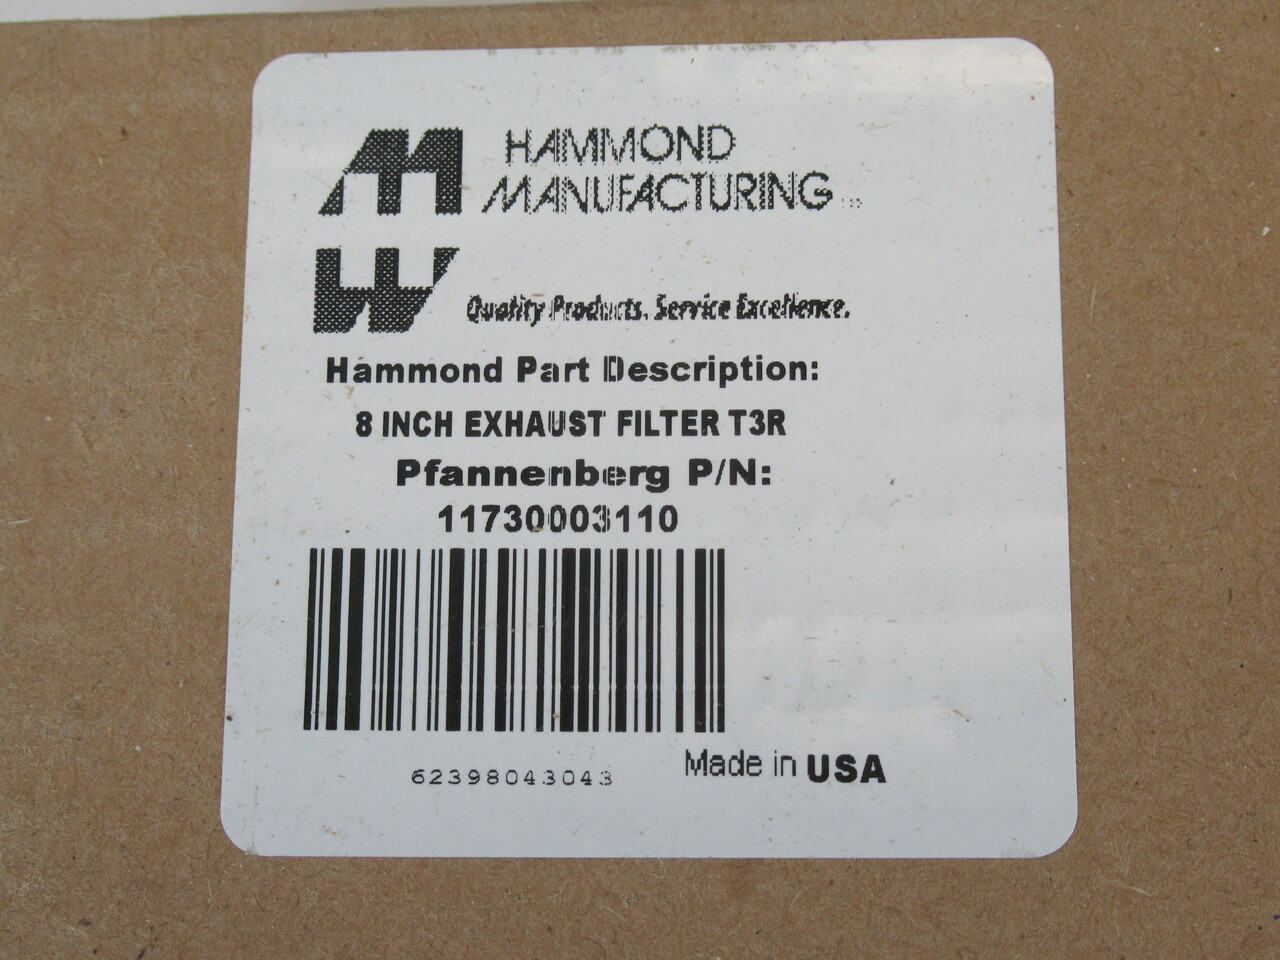 HAMMOND
MANUFACTURING
Quality Products. Service Excellence.
Hammond Part Description:
8 INCH EXHAUST FILTER T3R
Pfannenberg P/N:
11730003110
62398043043
Made in USA